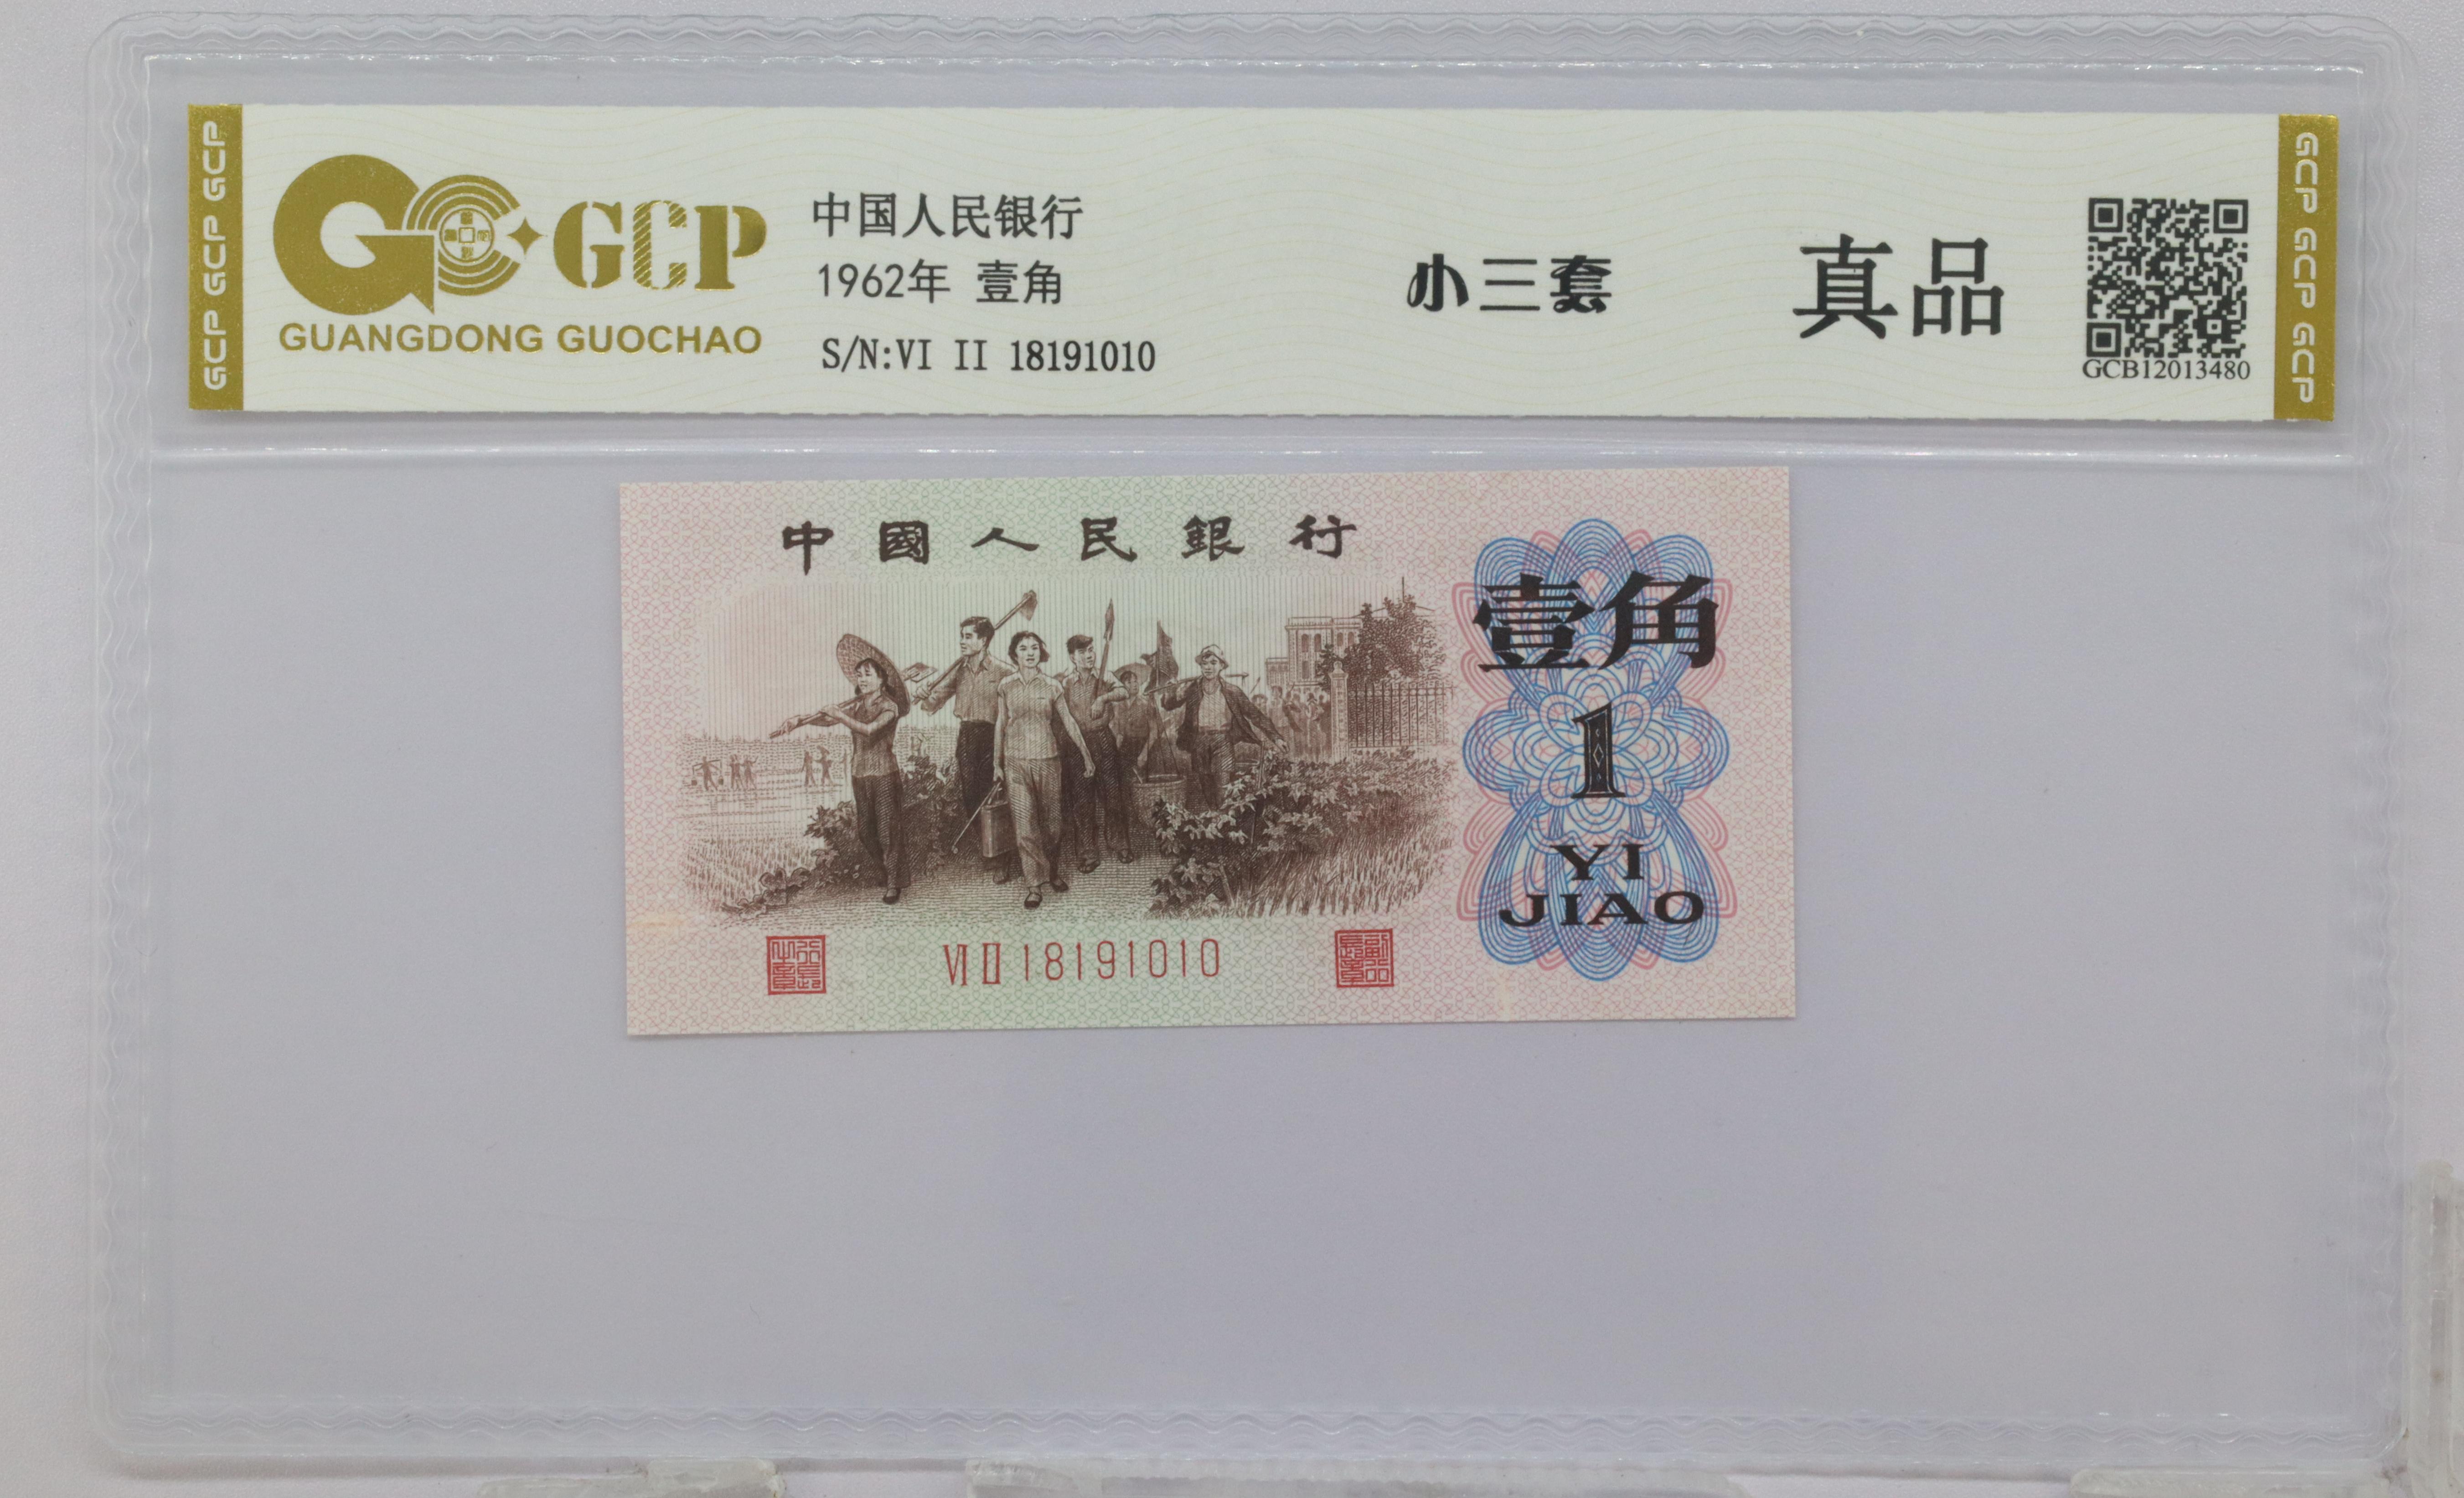 GCP GCP GCP
GCP
GUANGDONG GUOCHAO
中国人民银行
1962年 壹角
S/N:VI II 18191010
小三套
真品
GCB12013480
GCP GCP GCP
中國人民銀行
壹角
1
YI
JIAO
VI II 18191010